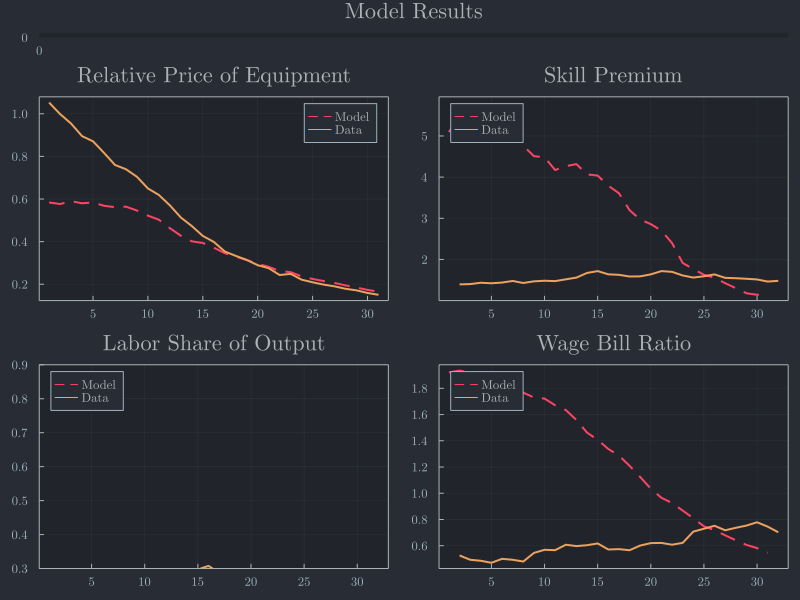 Model Results
0
0
Relative Price of Equipment
1.0
0.8
0.6
0.4
0.2
5 10 15 20 25 30
Model
Data
Skill Premium
5
4
3
2
5 10 15 20 25 30
Model
Data
Labor Share of Output
0.9
0.8
0.7
0.6
0.5
0.4
0.3
5 10 15 20 25 30
Model
Data
Wage Bill Ratio
1.8
1.6
1.4
1.2
1.0
0.8
0.6
5 10 15 20 25 30
Model
Data